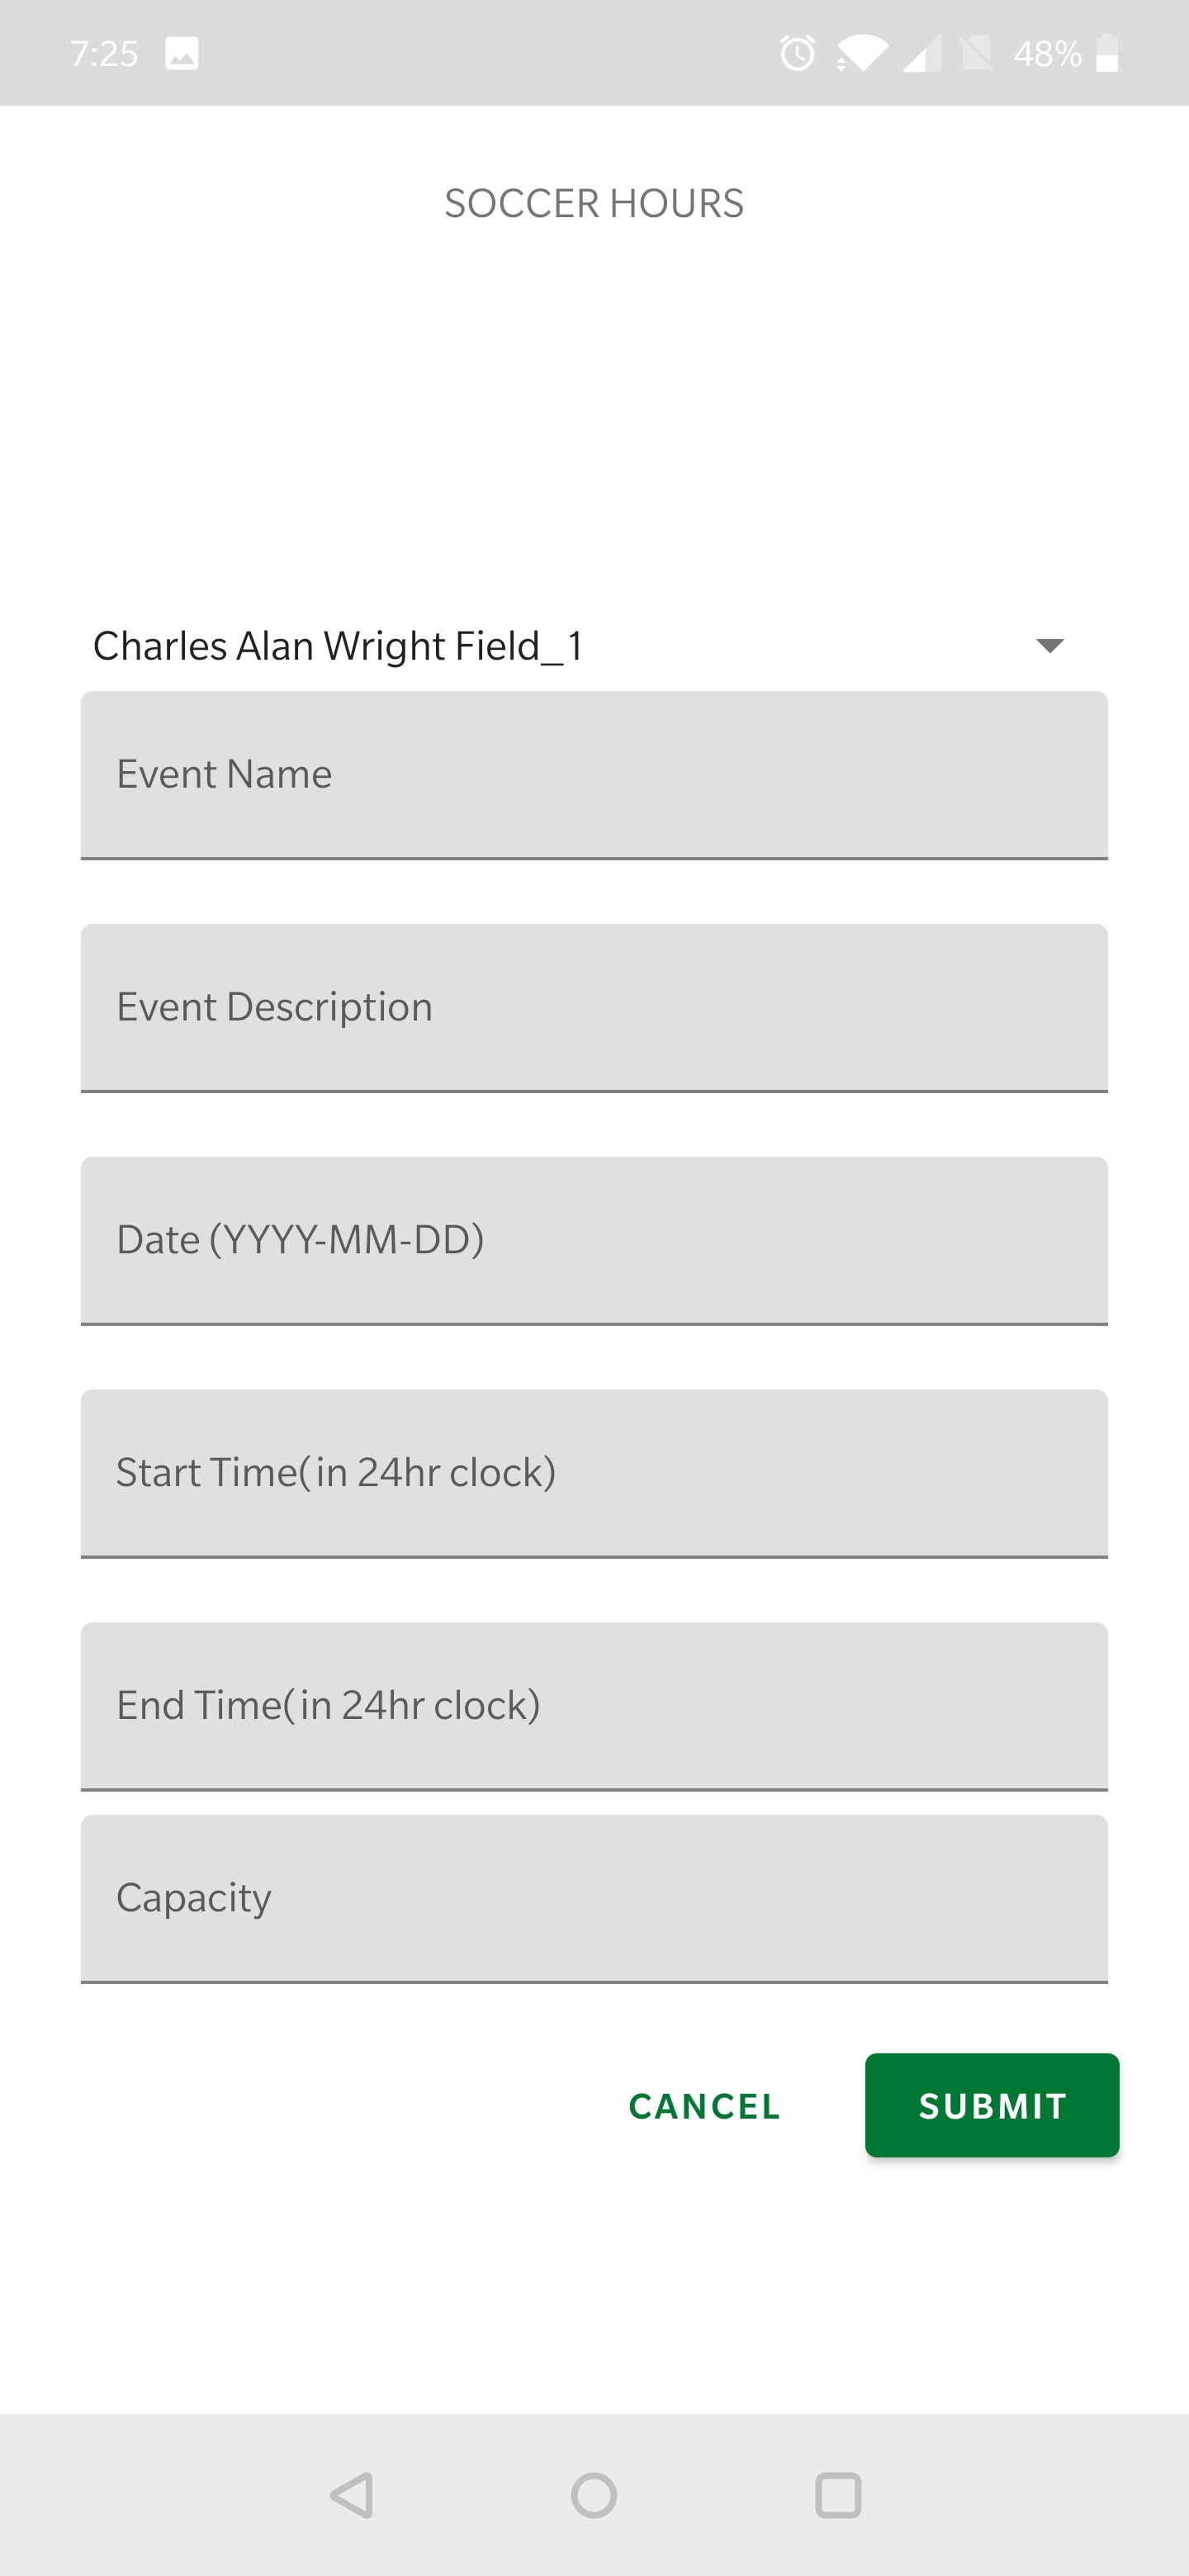 7:25
48%
SOCCER HOURS
Charles Alan Wright Field_1
Event Name
Event Description
Date (YYYY-MM-DD)
Start Time(in 24hr clock)
End Time(in 24hr clock)
Capacity
CANCEL
SUBMIT